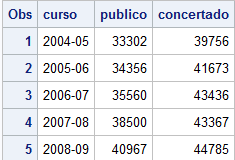 Obs curso publico concertado
1 2004-05 33302 39756
2 2005-06 34356 41673
3 2006-07 35560 43436
4 2007-08 38500 43367
5 2008-09 40967 44785